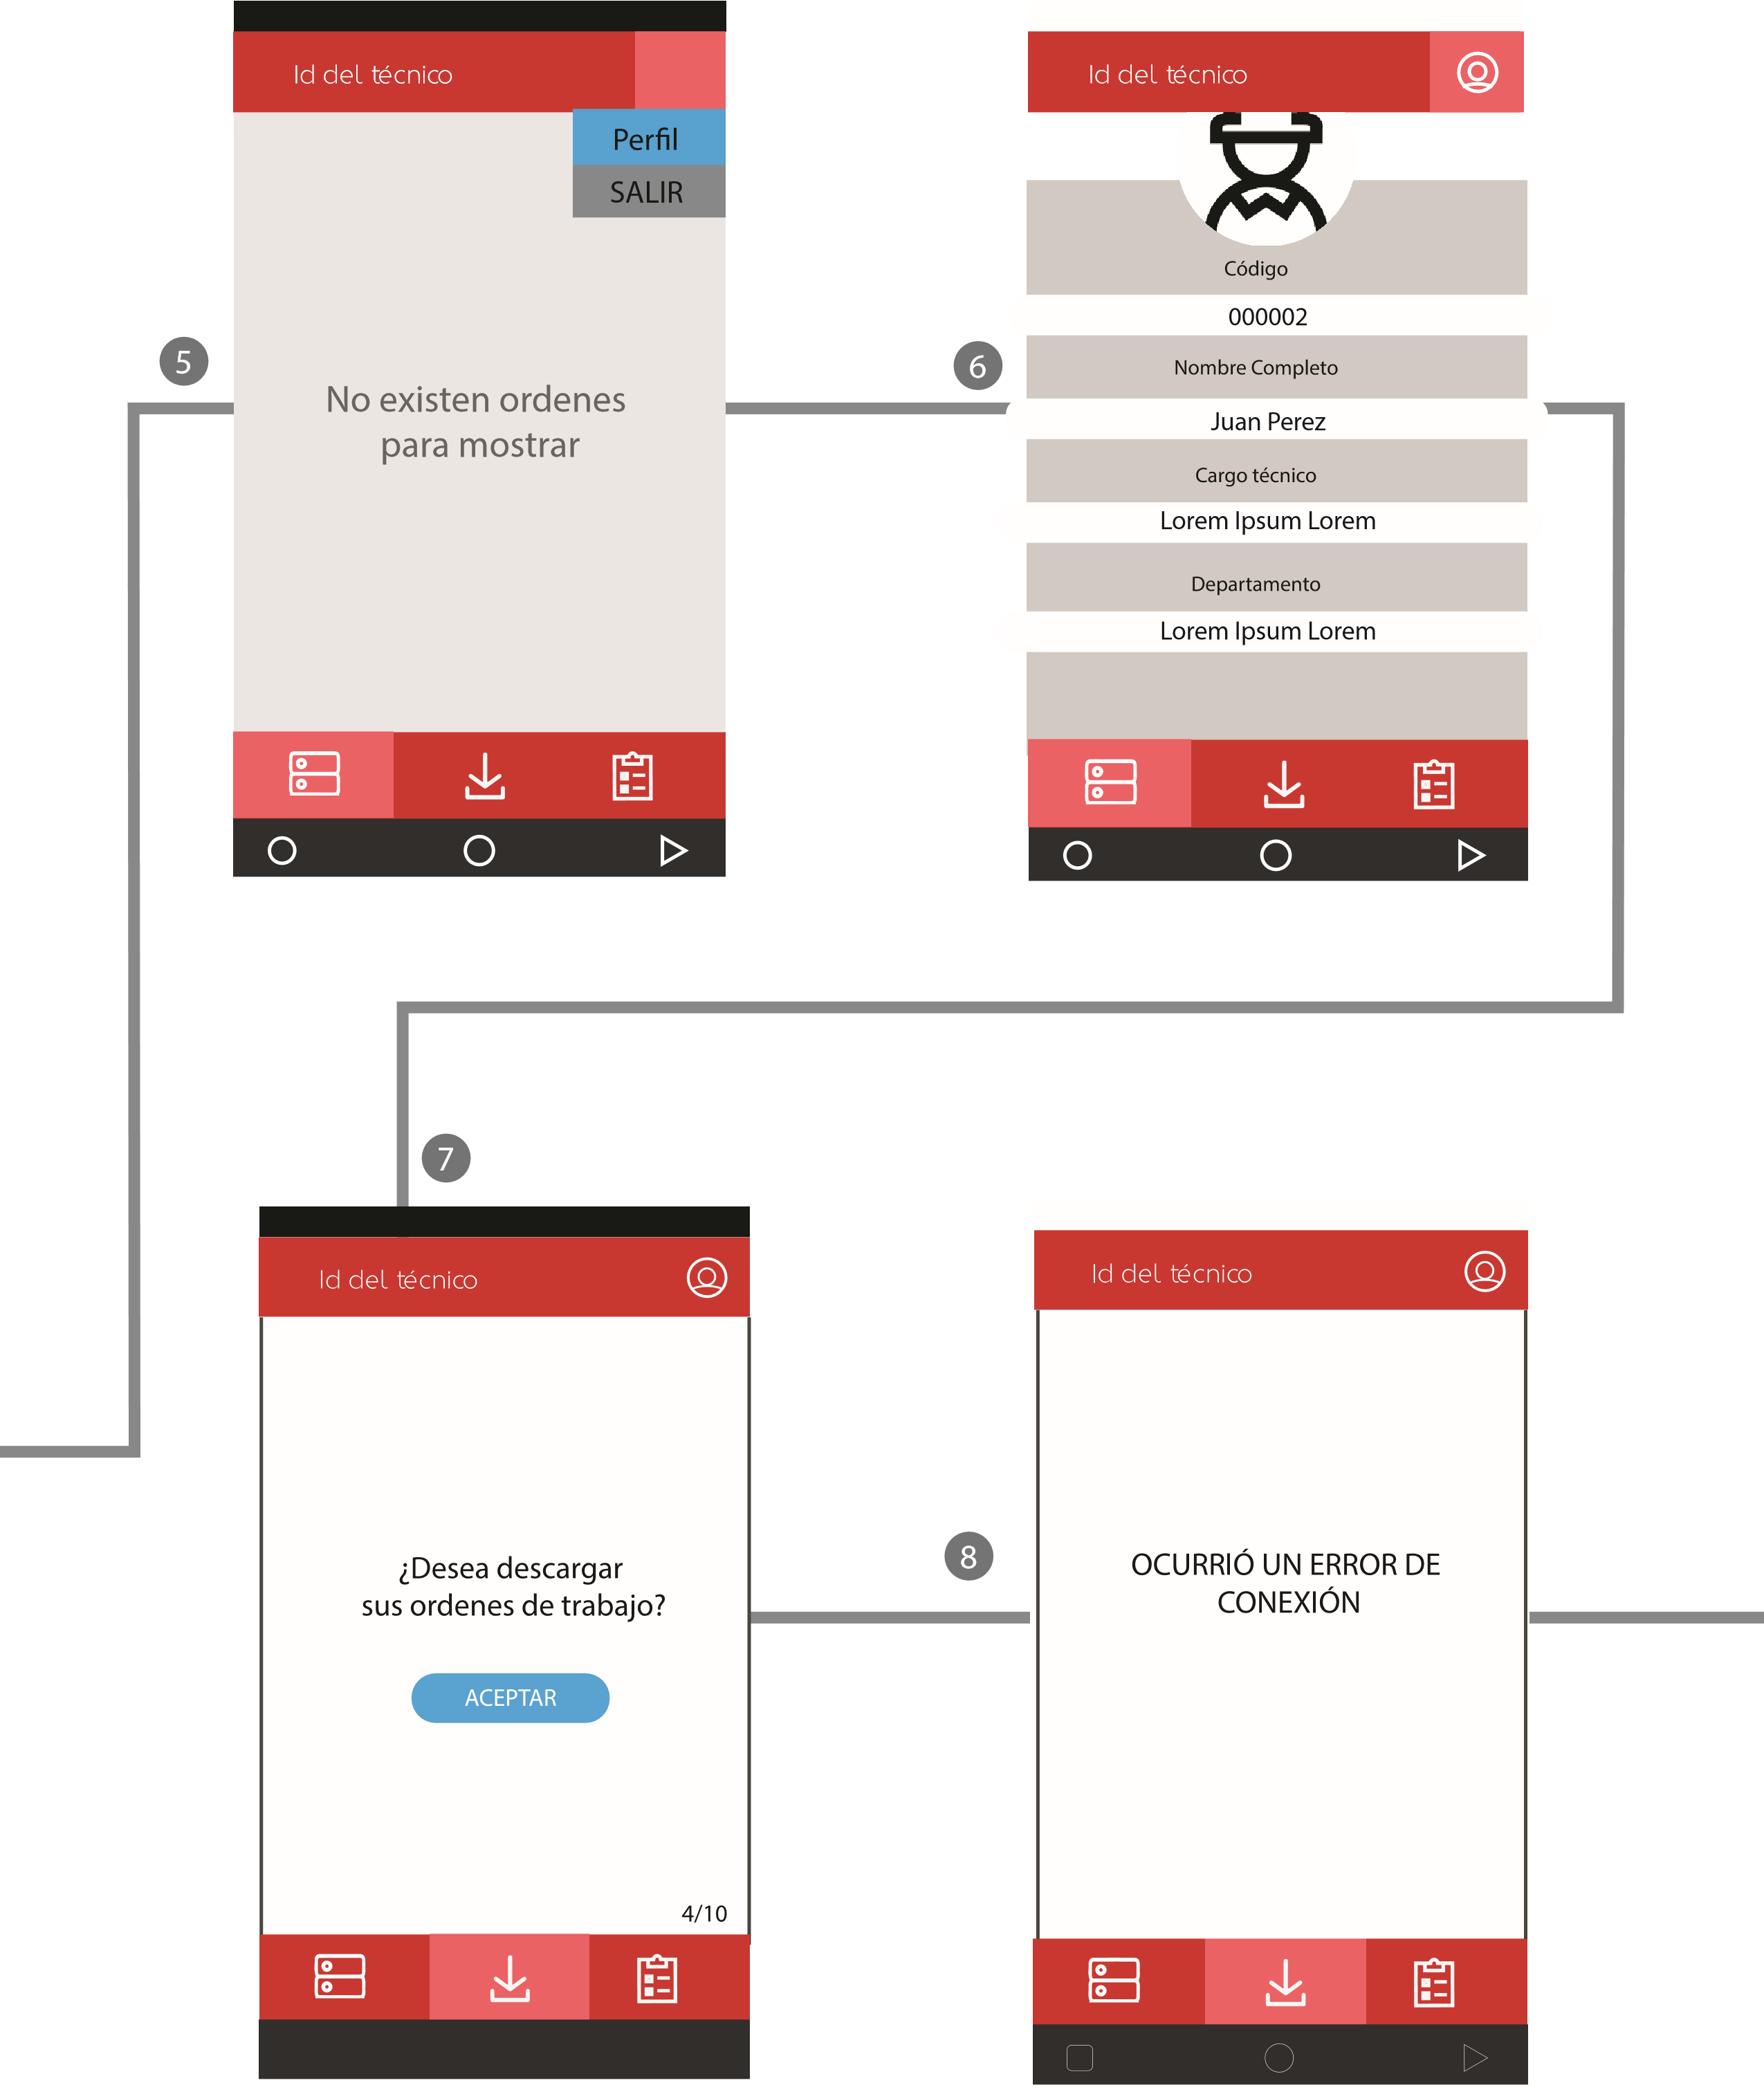 5
Id del técnico
Perfil
SALIR
No existen ordenes
para mostrar
6
Id del técnico
Código
000002
Nombre Completo
Juan Perez
Cargo técnico
Lorem Ipsum Lorem
Departamento
Lorem Ipsum Lorem
7
Id del técnico
¿Desea descargar
sus ordenes de trabajo?
ACEPTAR
4/10
8
Id del técnico
OCURRIÓ UN ERROR DE
CONEXIÓN